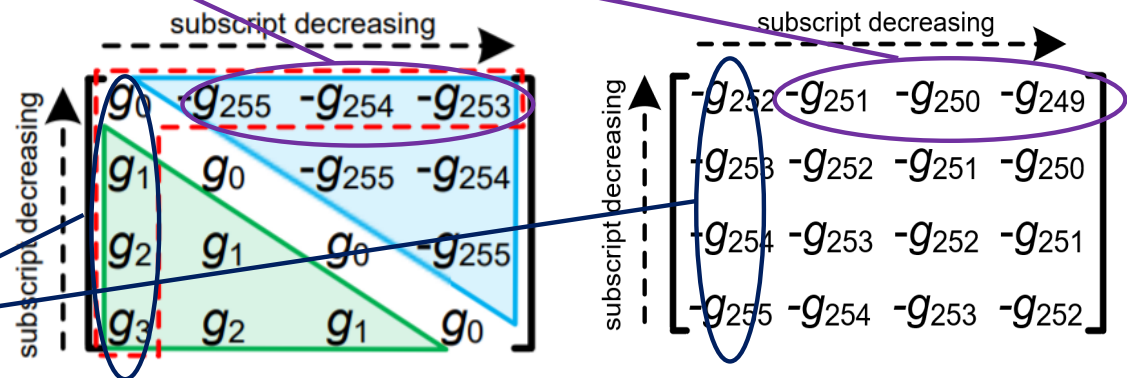 subscript decreasing
subscript decreasing
g0 -g255 -g254 -g253
g1 g0 -g255 -g254
g2 g1 g0 -g255
g3 g2 g1 g0
subscript decreasing
subscript decreasing
-g252 -g251 -g250 -g249
-g253 -g252 -g251 -g250
-g254 -g253 -g252 -g251
-g255 -g254 -g253 -g252